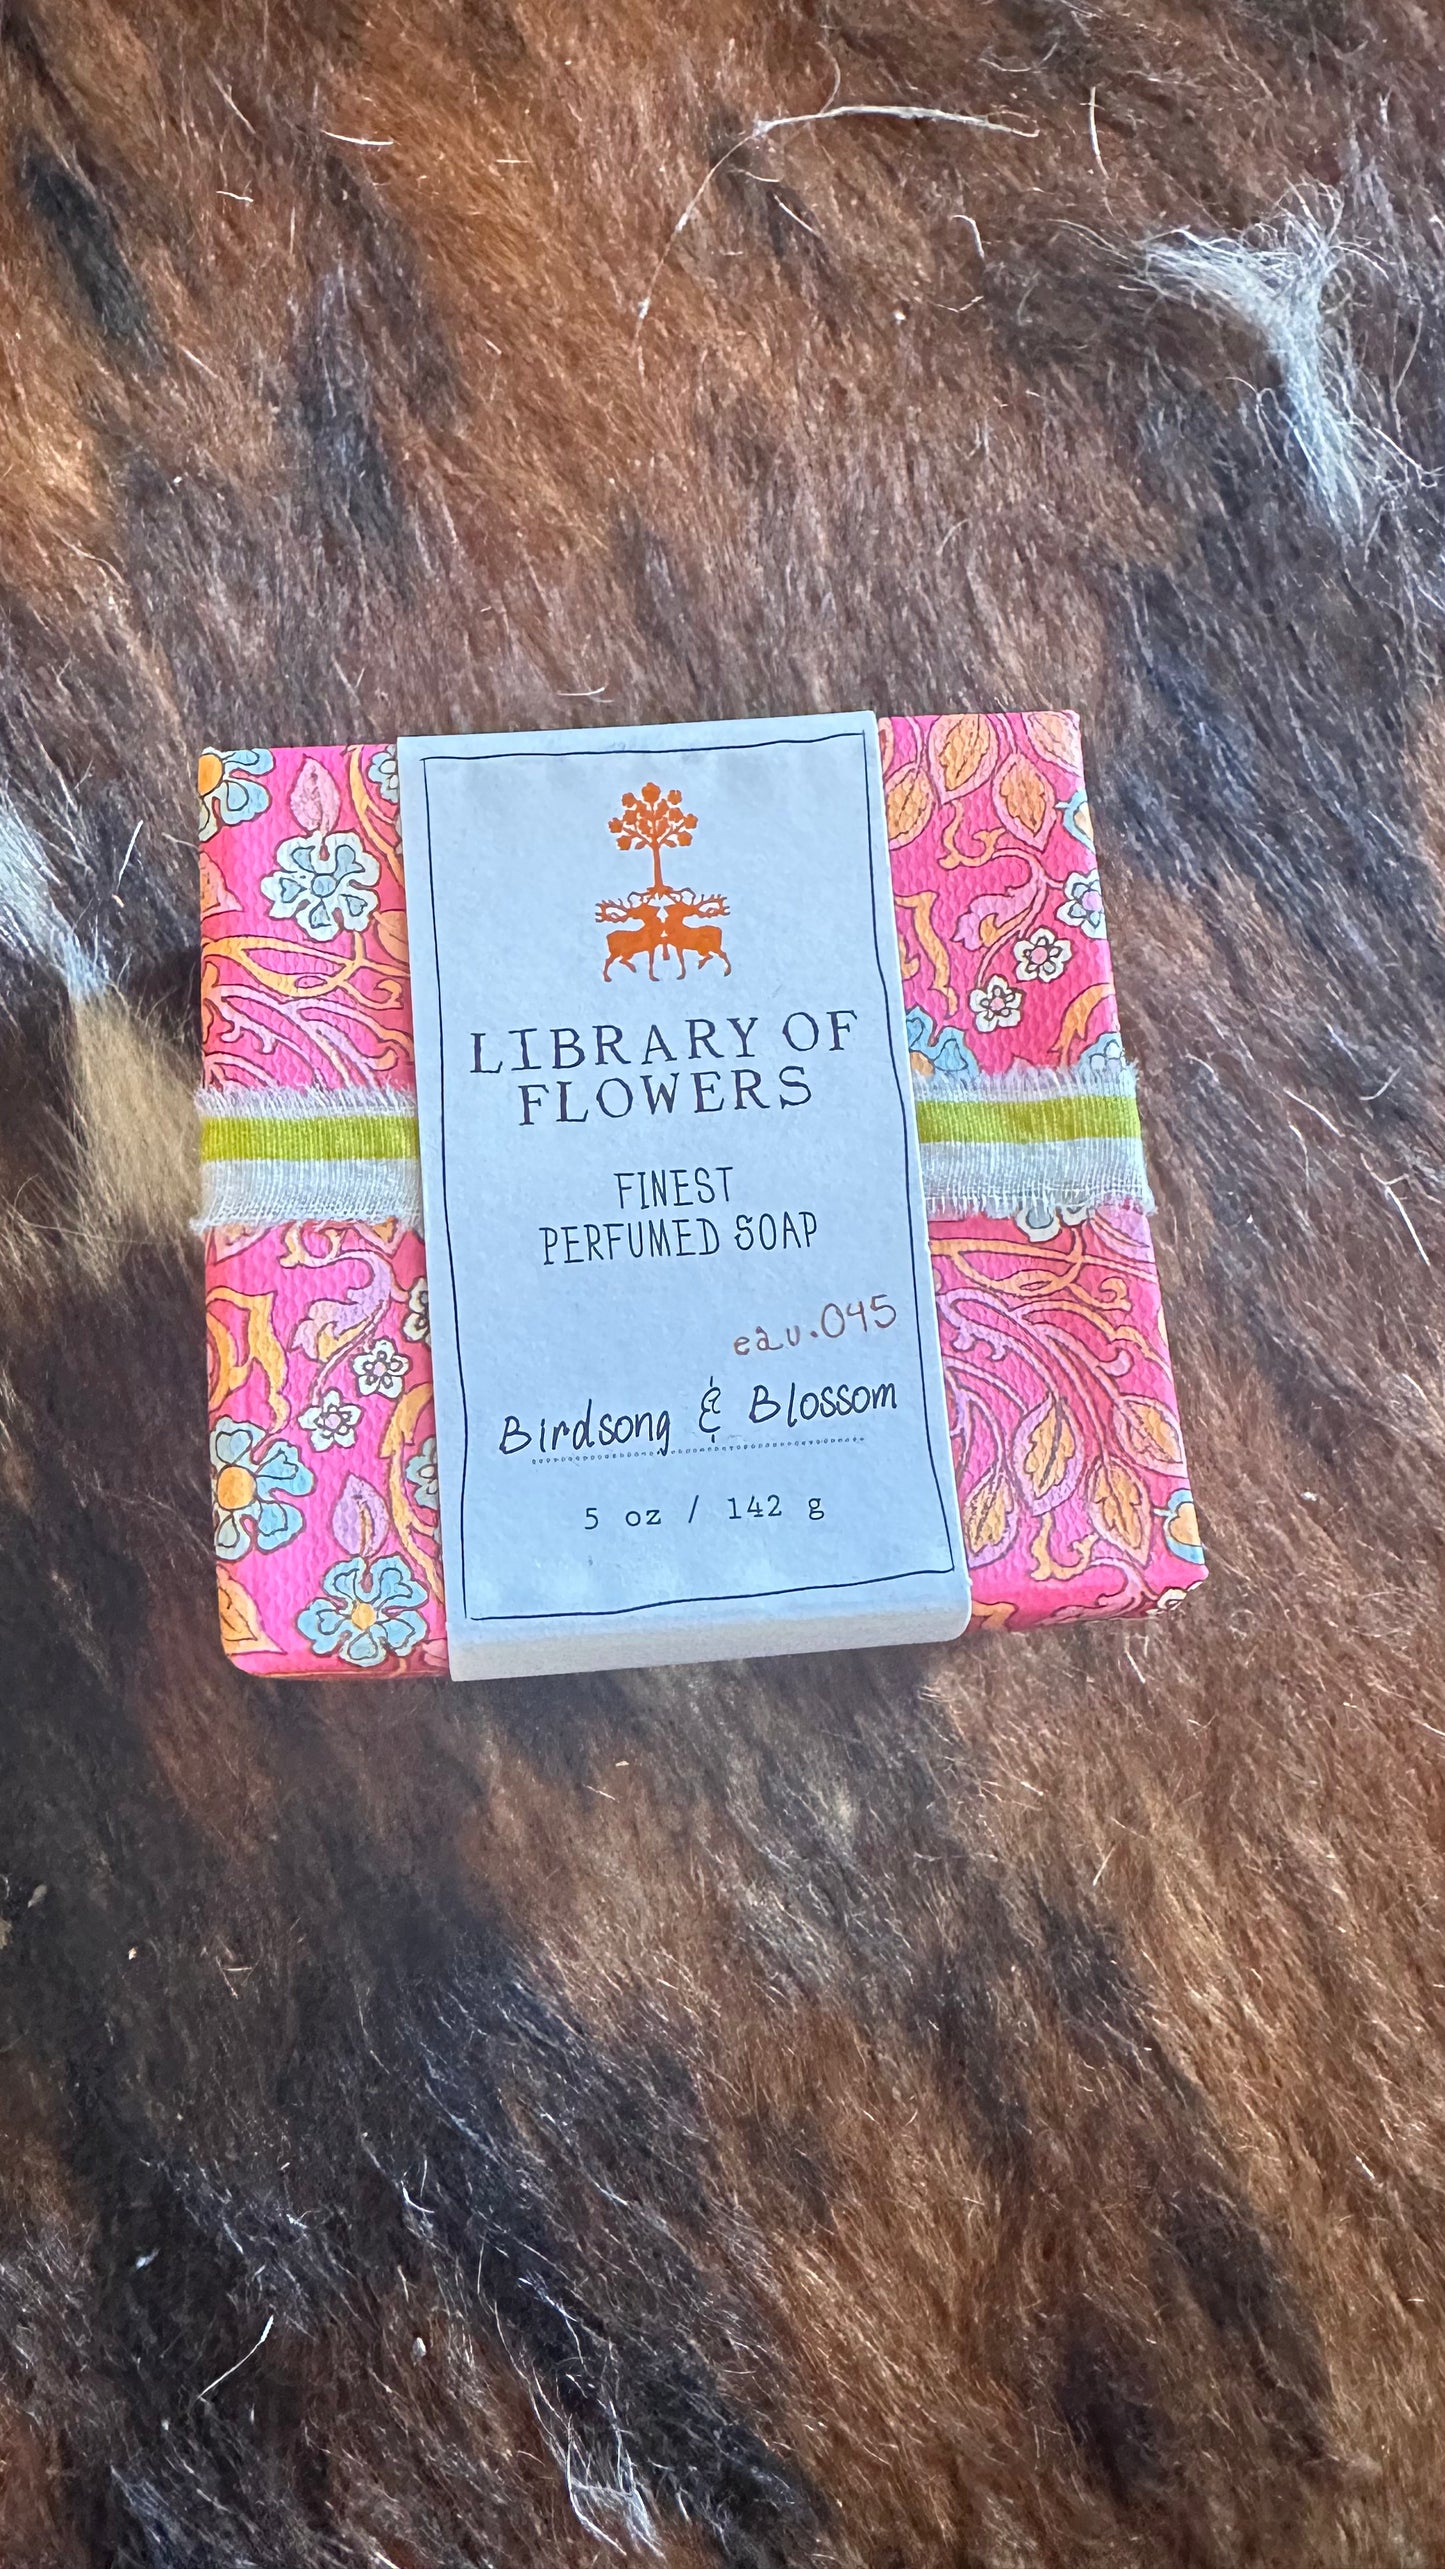 LIBRARY OF
FLOWERS
FINEST
PERFUMED SOAP
eau.045
Birdsong & Blossom
5 oz / 142 g